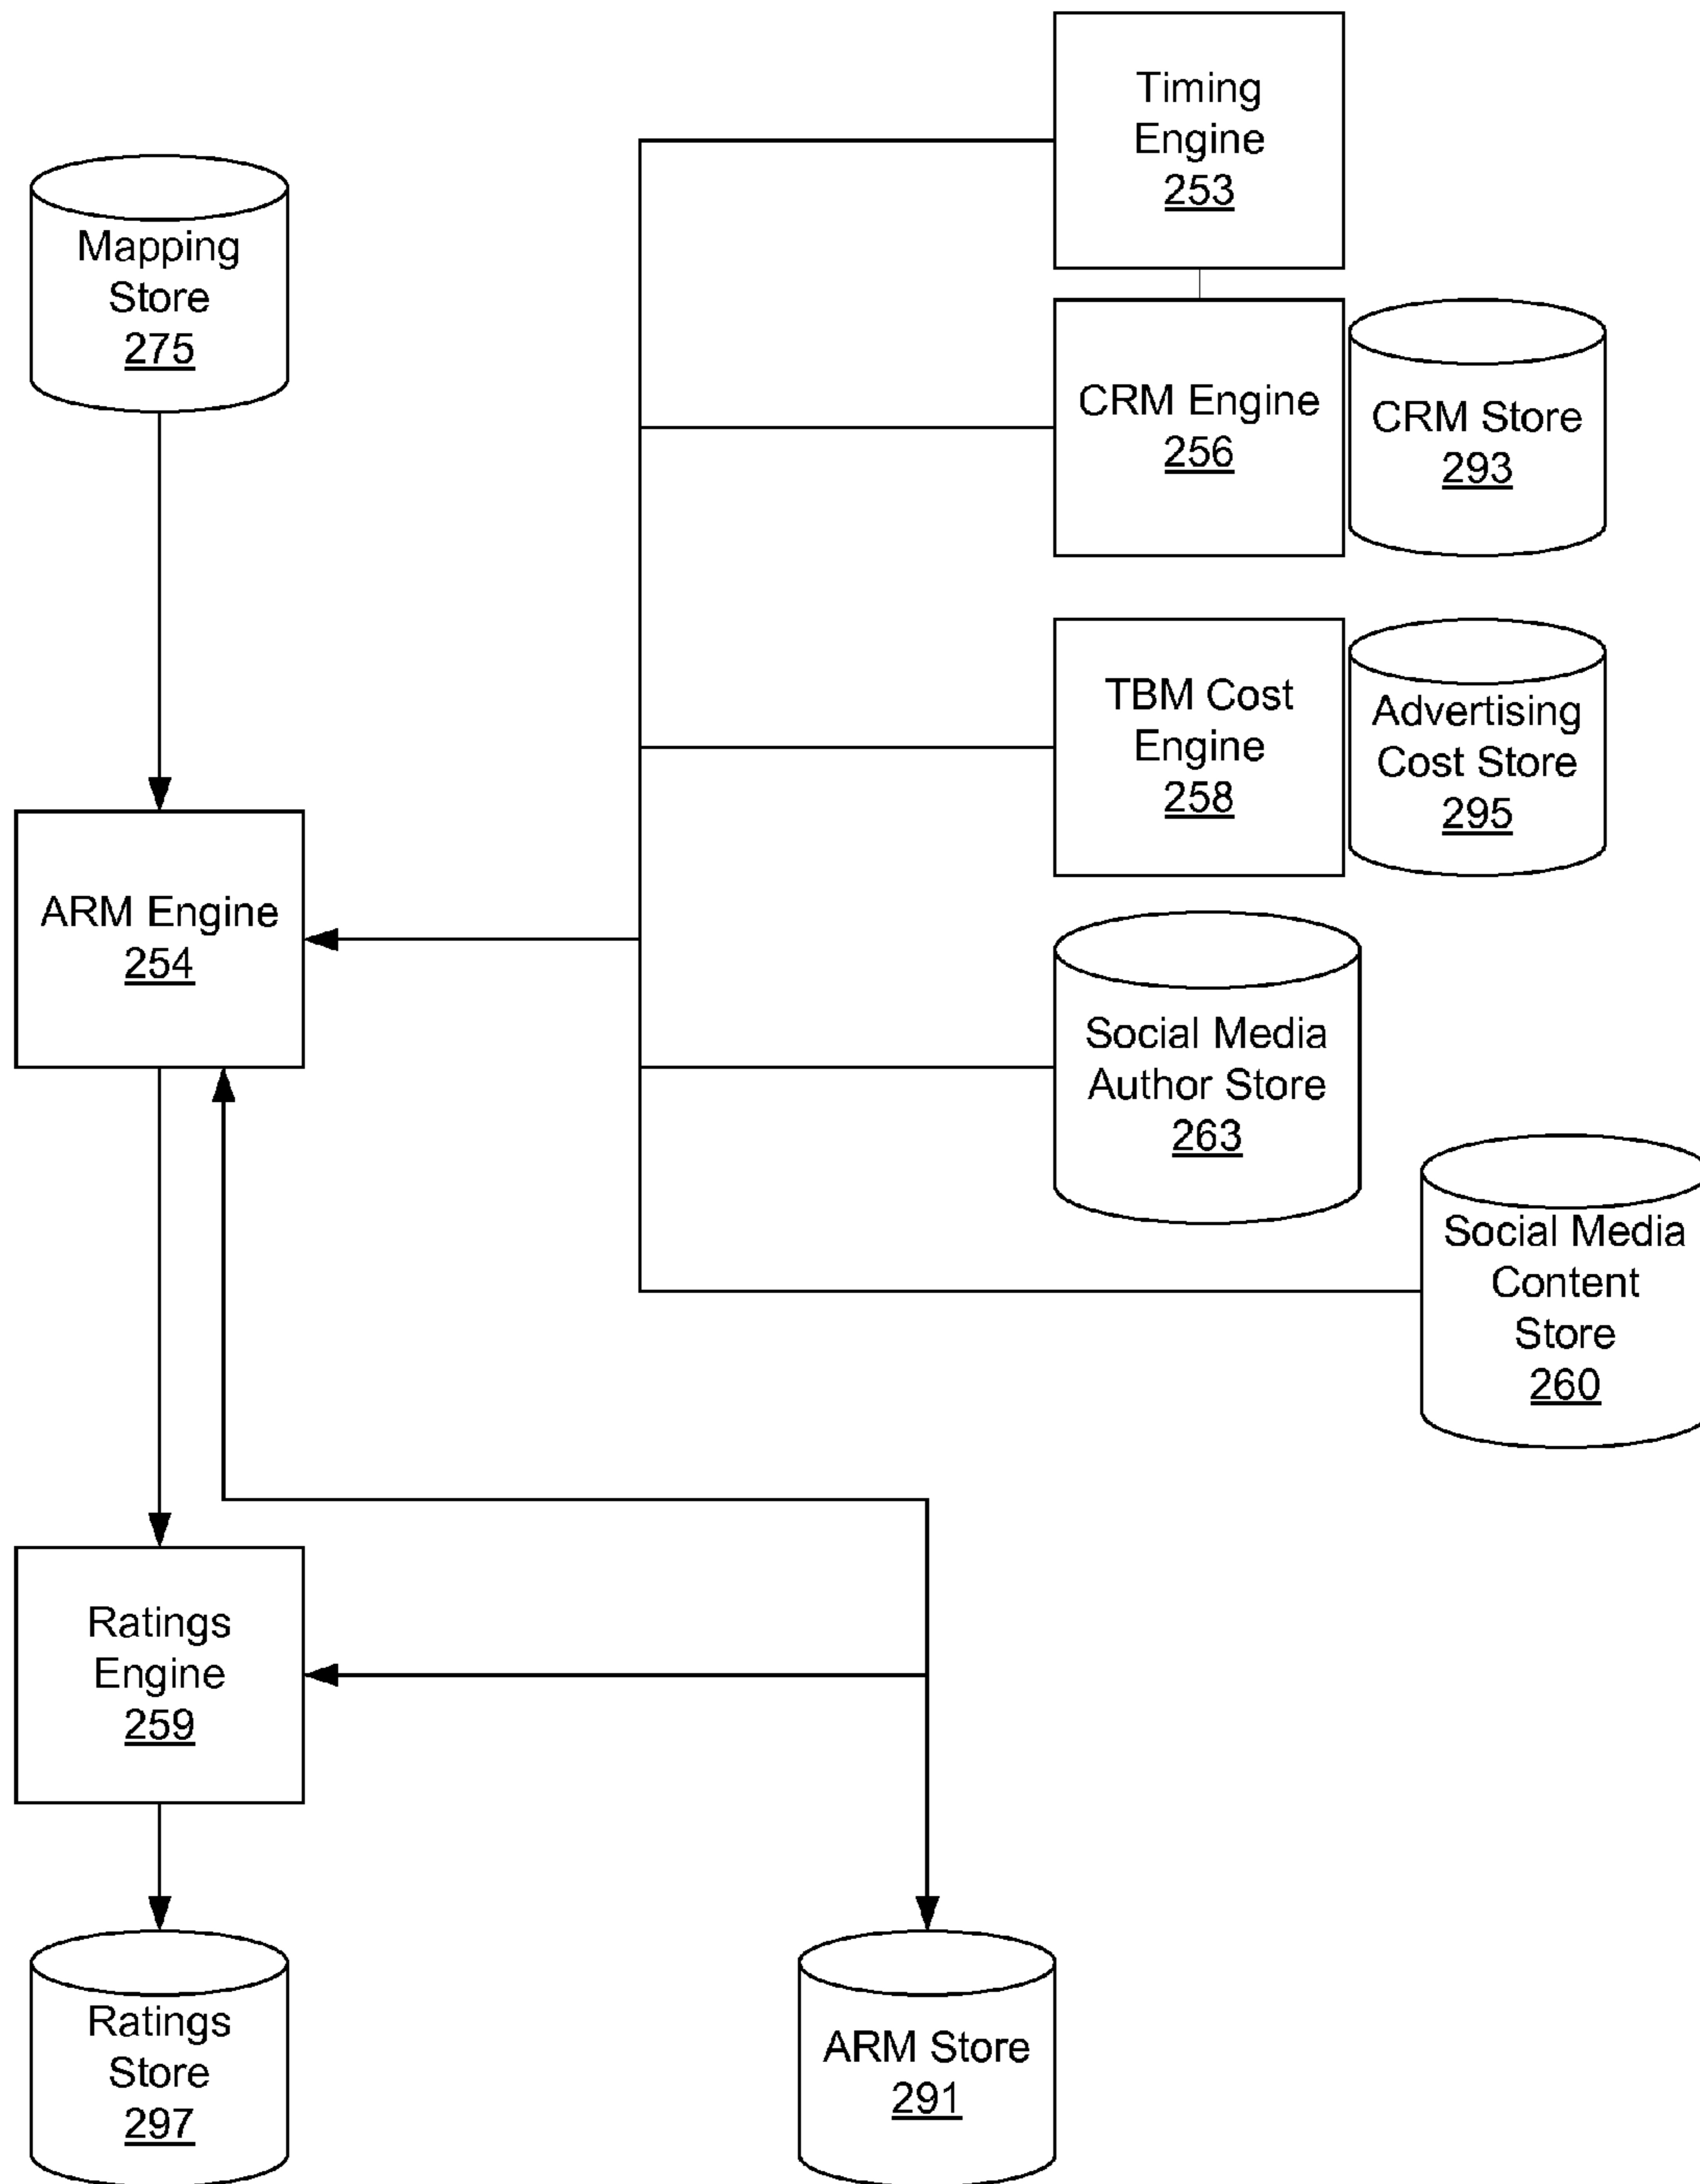 Timing
Engine
253
Mapping
Store
275
CRM Engine
256
CRM Store
293
TBM Cost
Engine
258
Advertising
Cost Store
295
ARM Engine
254
Social Media
Author Store
263
Social Media
Content
Store
260
Ratings
Engine
259
Ratings
Store
297
ARM Store
291